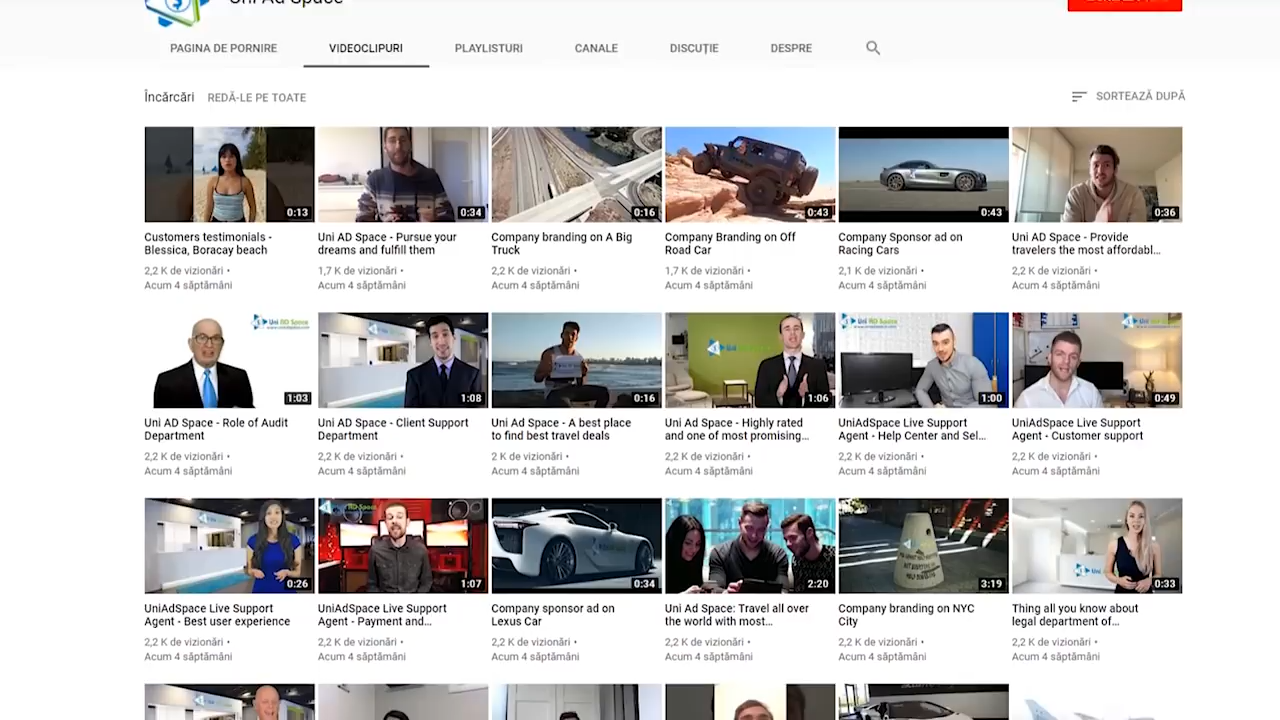 Uni Ad Space
PAGINA DE PORNIRE VIDEOCLIPURI PLAYLISTURI CANALE DISCUȚIE DESPRE
Încărcări REDĂ-LE PE TOATE SORTEAZĂ DUPĂ
0:13 0:34 0:16 0:43 0:43 0:36
Customers testimonials -
Blessica, Boracay beach
2,2 K de vizionări •
Acum 4 săptămâni
Uni AD Space - Pursue your
dreams and fulfill them
1,7 K de vizionări •
Acum 4 săptămâni
Company branding on A Big
Truck
2,2 K de vizionări •
Acum 4 săptămâni
Company Branding on Off
Road Car
1,7 K de vizionări •
Acum 4 săptămâni
Company Sponsor ad on
Racing Cars
2,1 K de vizionări •
Acum 4 săptămâni
Uni AD Space - Provide
travelers the most affordabl...
2,2 K de vizionări •
Acum 4 săptămâni
Uni AD Space
1:03 1:08 0:16 1:06 1:00 0:49
Uni AD Space - Role of Audit
Department
2,2 K de vizionări •
Acum 4 săptămâni
Uni AD Space - Client Support
Department
2,2 K de vizionări •
Acum 4 săptămâni
Uni Ad Space - A best place
to find best travel deals
2 K de vizionări •
Acum 4 săptămâni
Uni Ad Space - Highly rated
and one of most promising...
2,2 K de vizionări •
Acum 4 săptămâni
UniAdSpace Live Support
Agent - Help Center and Sel...
2,2 K de vizionări •
Acum 4 săptămâni
UniAdSpace Live Support
Agent - Customer support
2,2 K de vizionări •
Acum 4 săptămâni
0:26 1:07 0:34 2:20 3:19 0:33
UniAdSpace Live Support
Agent - Best user experience
2,2 K de vizionări •
Acum 4 săptămâni
UniAdSpace Live Support
Agent - Payment and...
2,2 K de vizionări •
Acum 4 săptămâni
Company sponsor ad on
Lexus Car
2,2 K de vizionări •
Acum 4 săptămâni
Uni Ad Space: Travel all over
the world with most...
2,2 K de vizionări •
Acum 4 săptămâni
Company branding on NYC
City
2,2 K de vizionări •
Acum 4 săptămâni
Thing all you know about
legal department of...
2,2 K de vizionări •
Acum 4 săptămâni